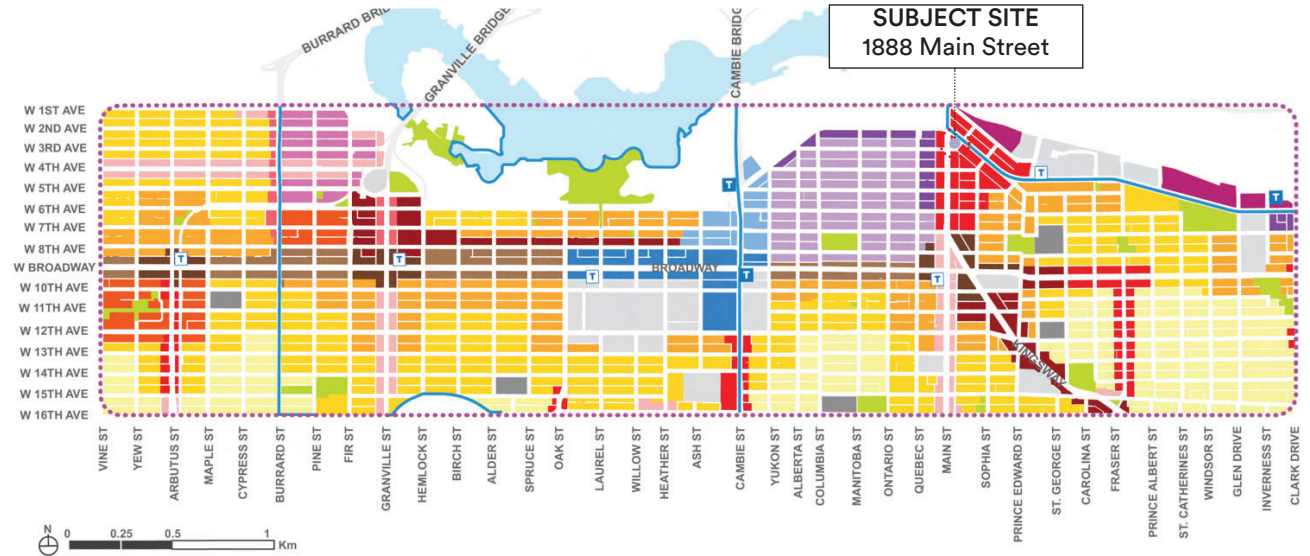 SUBJECT SITE
1888 Main Street
BURRARD BRI
GRANVILLE BRIDGE
CAMBIE BRIDG
W 1ST AVE
W 2ND AVE
W 3RD AVE
W 4TH AVE
W 5TH AVE
W 6TH AVE
W 7TH AVE
W 8TH AVE
W BROADWAY
W 10TH AVE
W 11TH AVE
W 12TH AVE
W 13TH AVE
W 14TH AVE
W 15TH AVE
W 16TH AVE
T
T
T
T
T
T
T
T
BROADWAY
KINGSWAY
VINE ST
YEW ST
ARBUTUS ST
MAPLE ST
CYPRESS ST
BURRARD ST
PINE ST
FIR ST
GRANVILLE ST
HEMLOCK ST
BIRCH ST
ALDER ST
SPRUCE ST
OAK ST
LAUREL ST
WILLOW ST
HEATHER ST
ASH ST
CAMBIE ST
YUKON ST
ALBERTA ST
COLUMBIA ST
MANITOBA ST
ONTARIO ST
QUEBEC ST
MAIN ST
SOPHIA ST
PRINCE EDWARD ST
ST. GEORGE ST
CAROLINA ST
FRASER ST
PRINCE ALBERT ST
ST. CATHERINES ST
WINDSOR ST
GLEN DRIVE
INVERNESS ST
CLARK DRIVE
N
0 0.25 0.5 1
Km